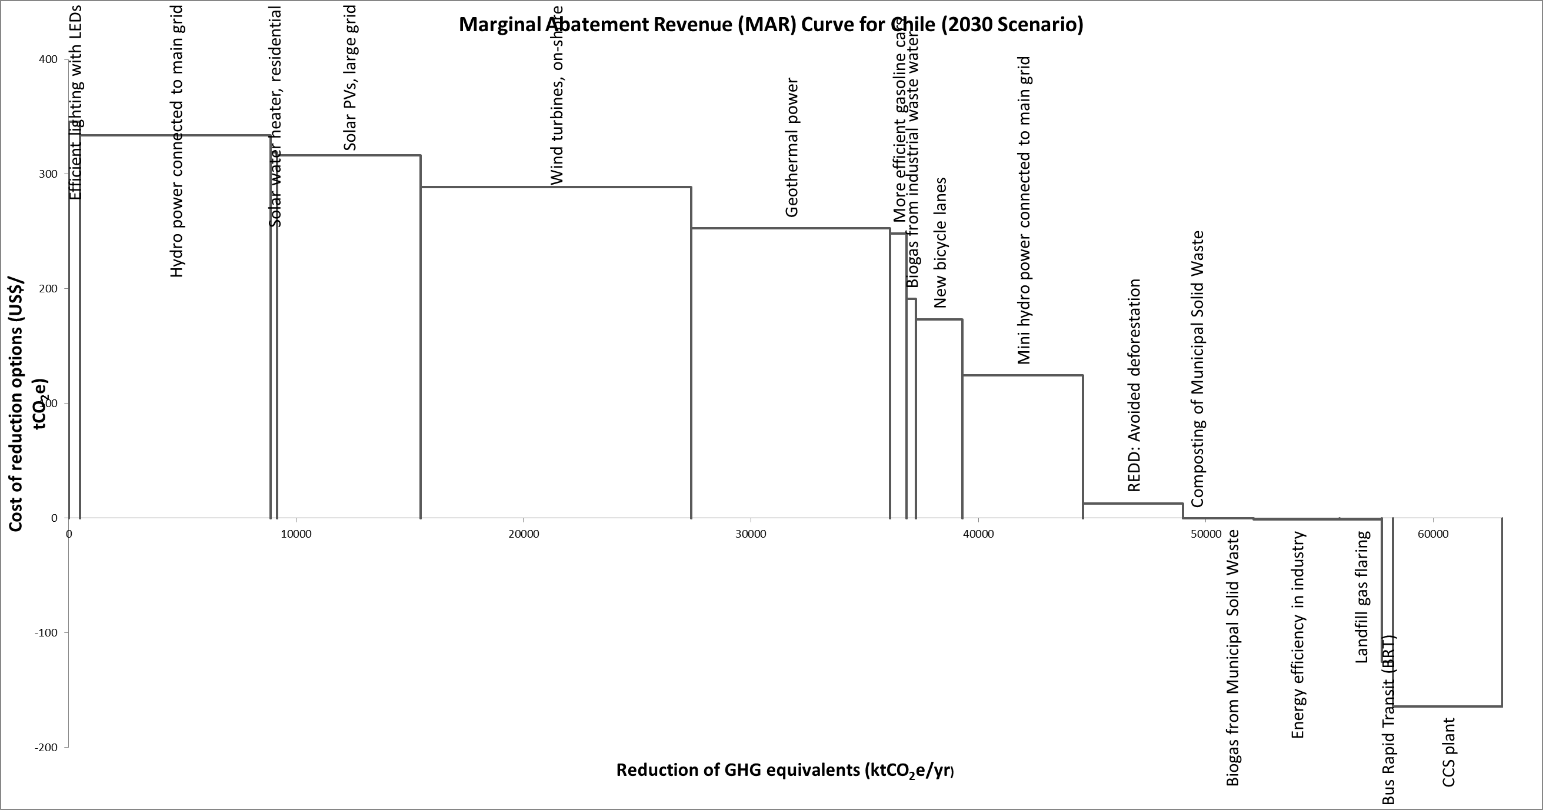 Marginal Abatement Revenue (MAR) Curve for Chile (2030 Scenario)
Efficient lighting with LEDs
Hydro power connected to main grid
Solar water heater, residential
Solar PVs, large grid
Wind turbines, on-shore
Geothermal power
More efficient gasoline cars
Biogas from industrial waste water
New bicycle lanes
Mini hydro power connected to main grid
REDD: Avoided deforestation
Composting of Municipal Solid Waste
Biogas from Municipal Solid Waste
Energy efficiency in industry
Landfill gas flaring
Bus Rapid Transit (BRT)
CCS plant
Cost of reduction options (US$/
tCO₂e)
400
300
200
100
0
-100
-200
0
10000
20000
30000
40000
50000
60000
Reduction of GHG equivalents (ktCO₂e/yr)